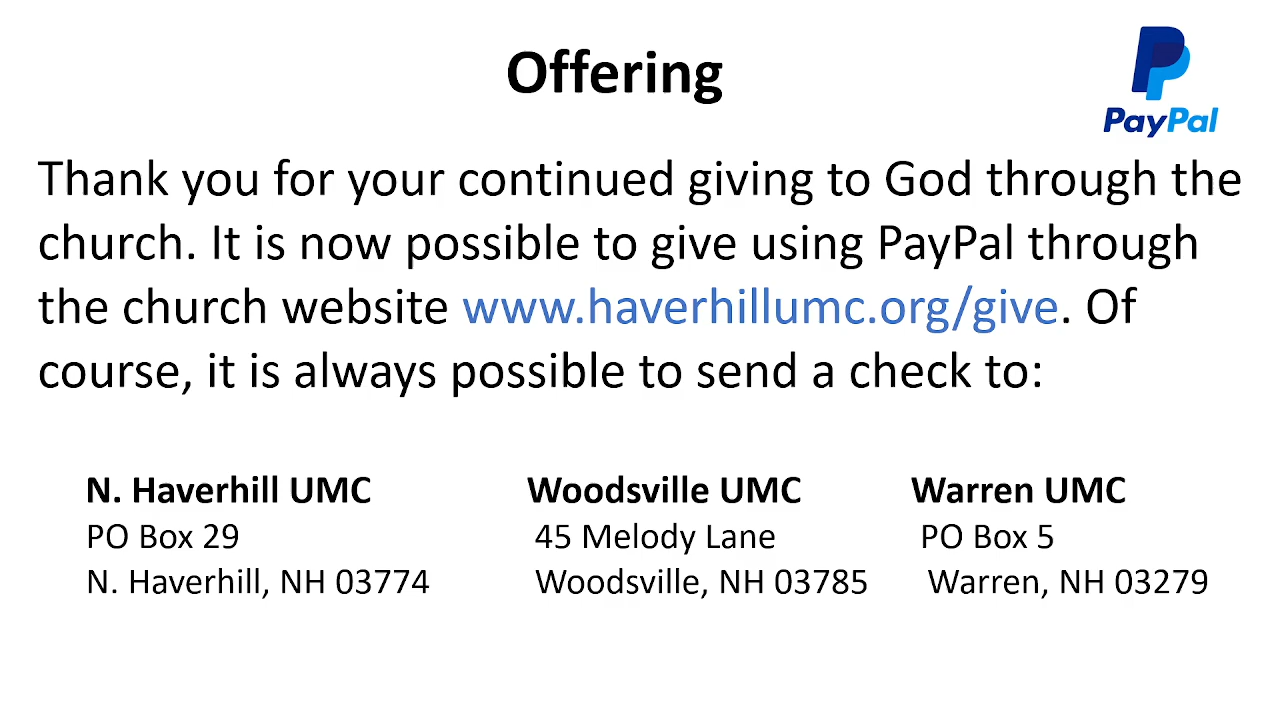 Offering
PayPal
Thank you for your continued giving to God through the
church. It is now possible to give using PayPal through
the church website www.haverhillumc.org/give. Of
course, it is always possible to send a check to:
N. Haverhill UMC
PO Box 29
N. Haverhill, NH 03774
Woodsville UMC
45 Melody Lane
Woodsville, NH 03785
Warren UMC
PO Box 5
Warren, NH 03279